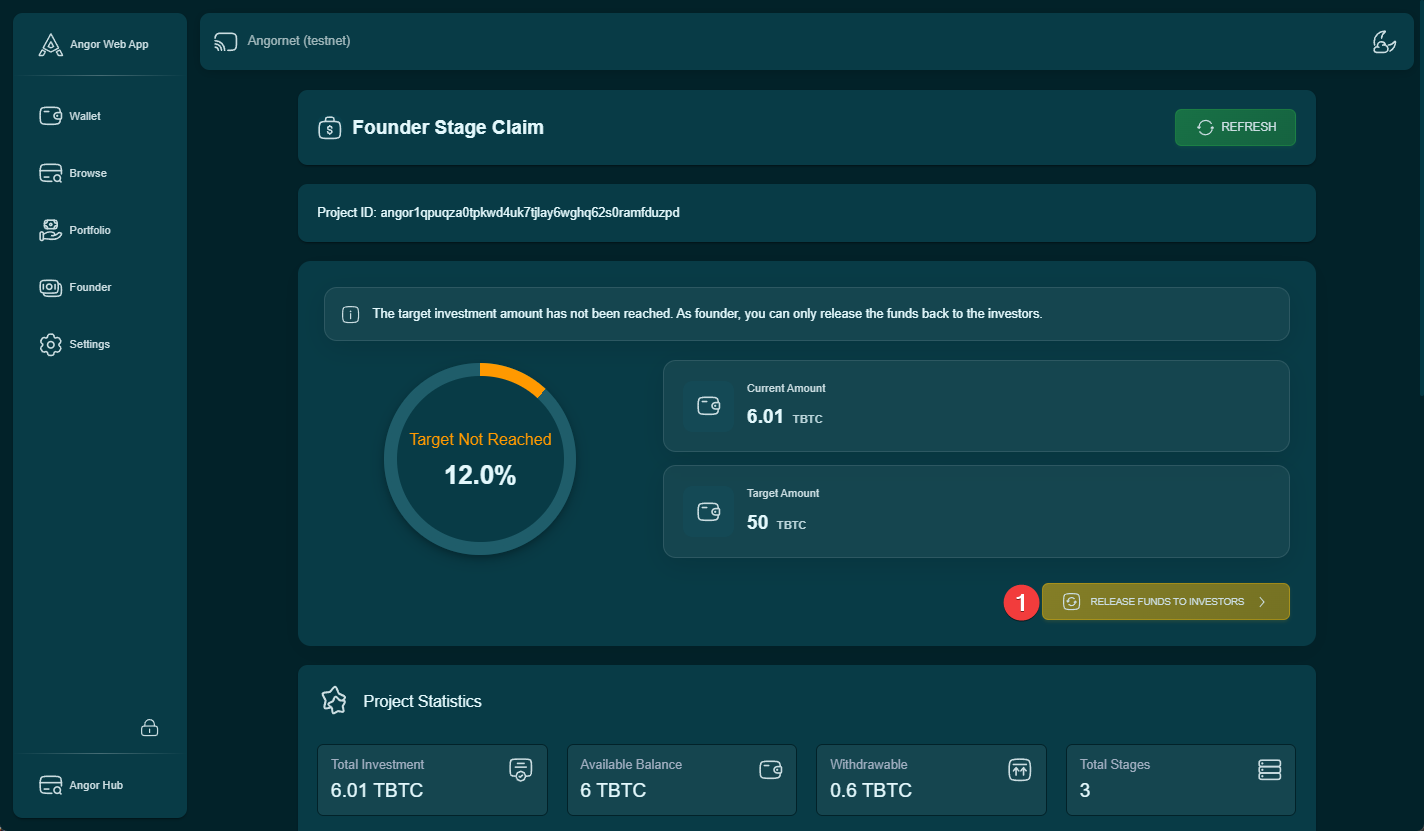 Angor Web App
Wallet
Browse
Portfolio
Founder
Settings
Angor Hub
Angornet (testnet)
Founder Stage Claim
REFRESH
Project ID: angor1qpuqza0tpkwd4uk7tjlay6wghq62s0ramfduzpd
The target investment amount has not been reached. As founder, you can only release the funds back to the investors.
Target Not Reached
12.0%
Current Amount
6.01 TBTC
Target Amount
50 TBTC
1
RELEASE FUNDS TO INVESTORS
Project Statistics
Total Investment
6.01 TBTC
Available Balance
6 TBTC
Withdrawable
0.6 TBTC
Total Stages
3